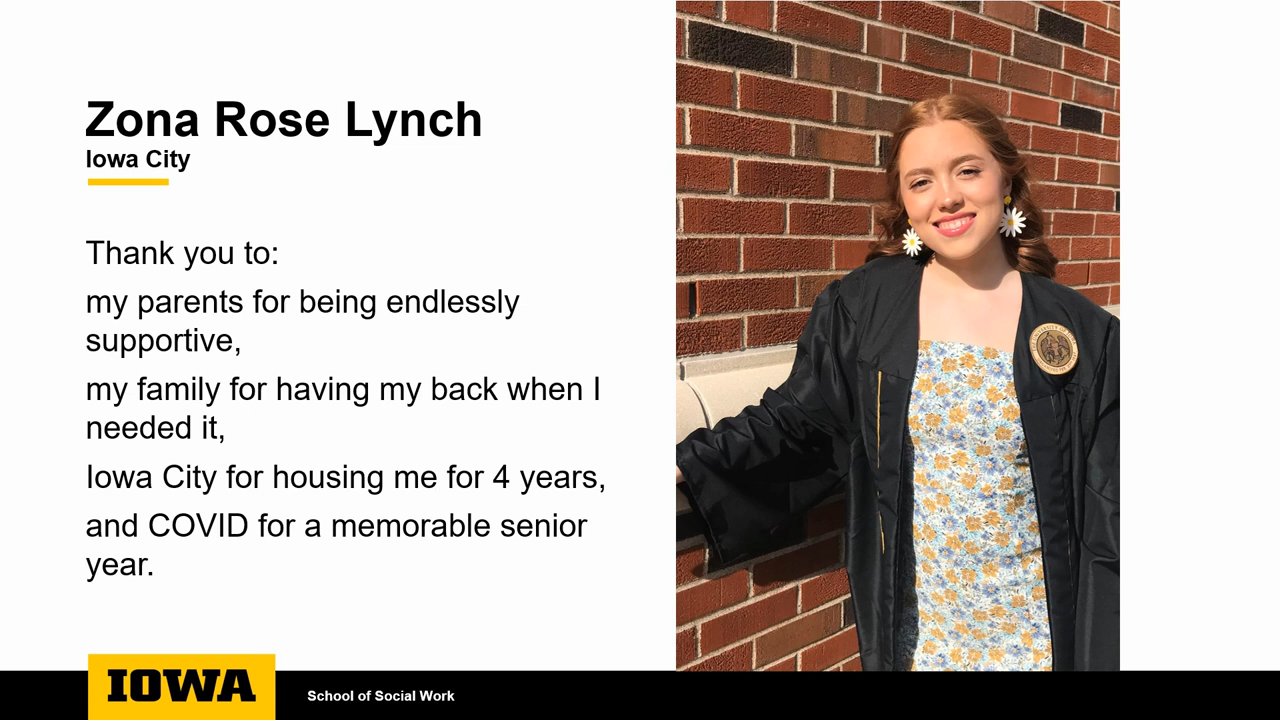 Zona Rose Lynch
Iowa City
Thank you to:
my parents for being endlessly
supportive,
my family for having my back when I
needed it,
Iowa City for housing me for 4 years,
and COVID for a memorable senior
year.
IOWA
School of Social Work